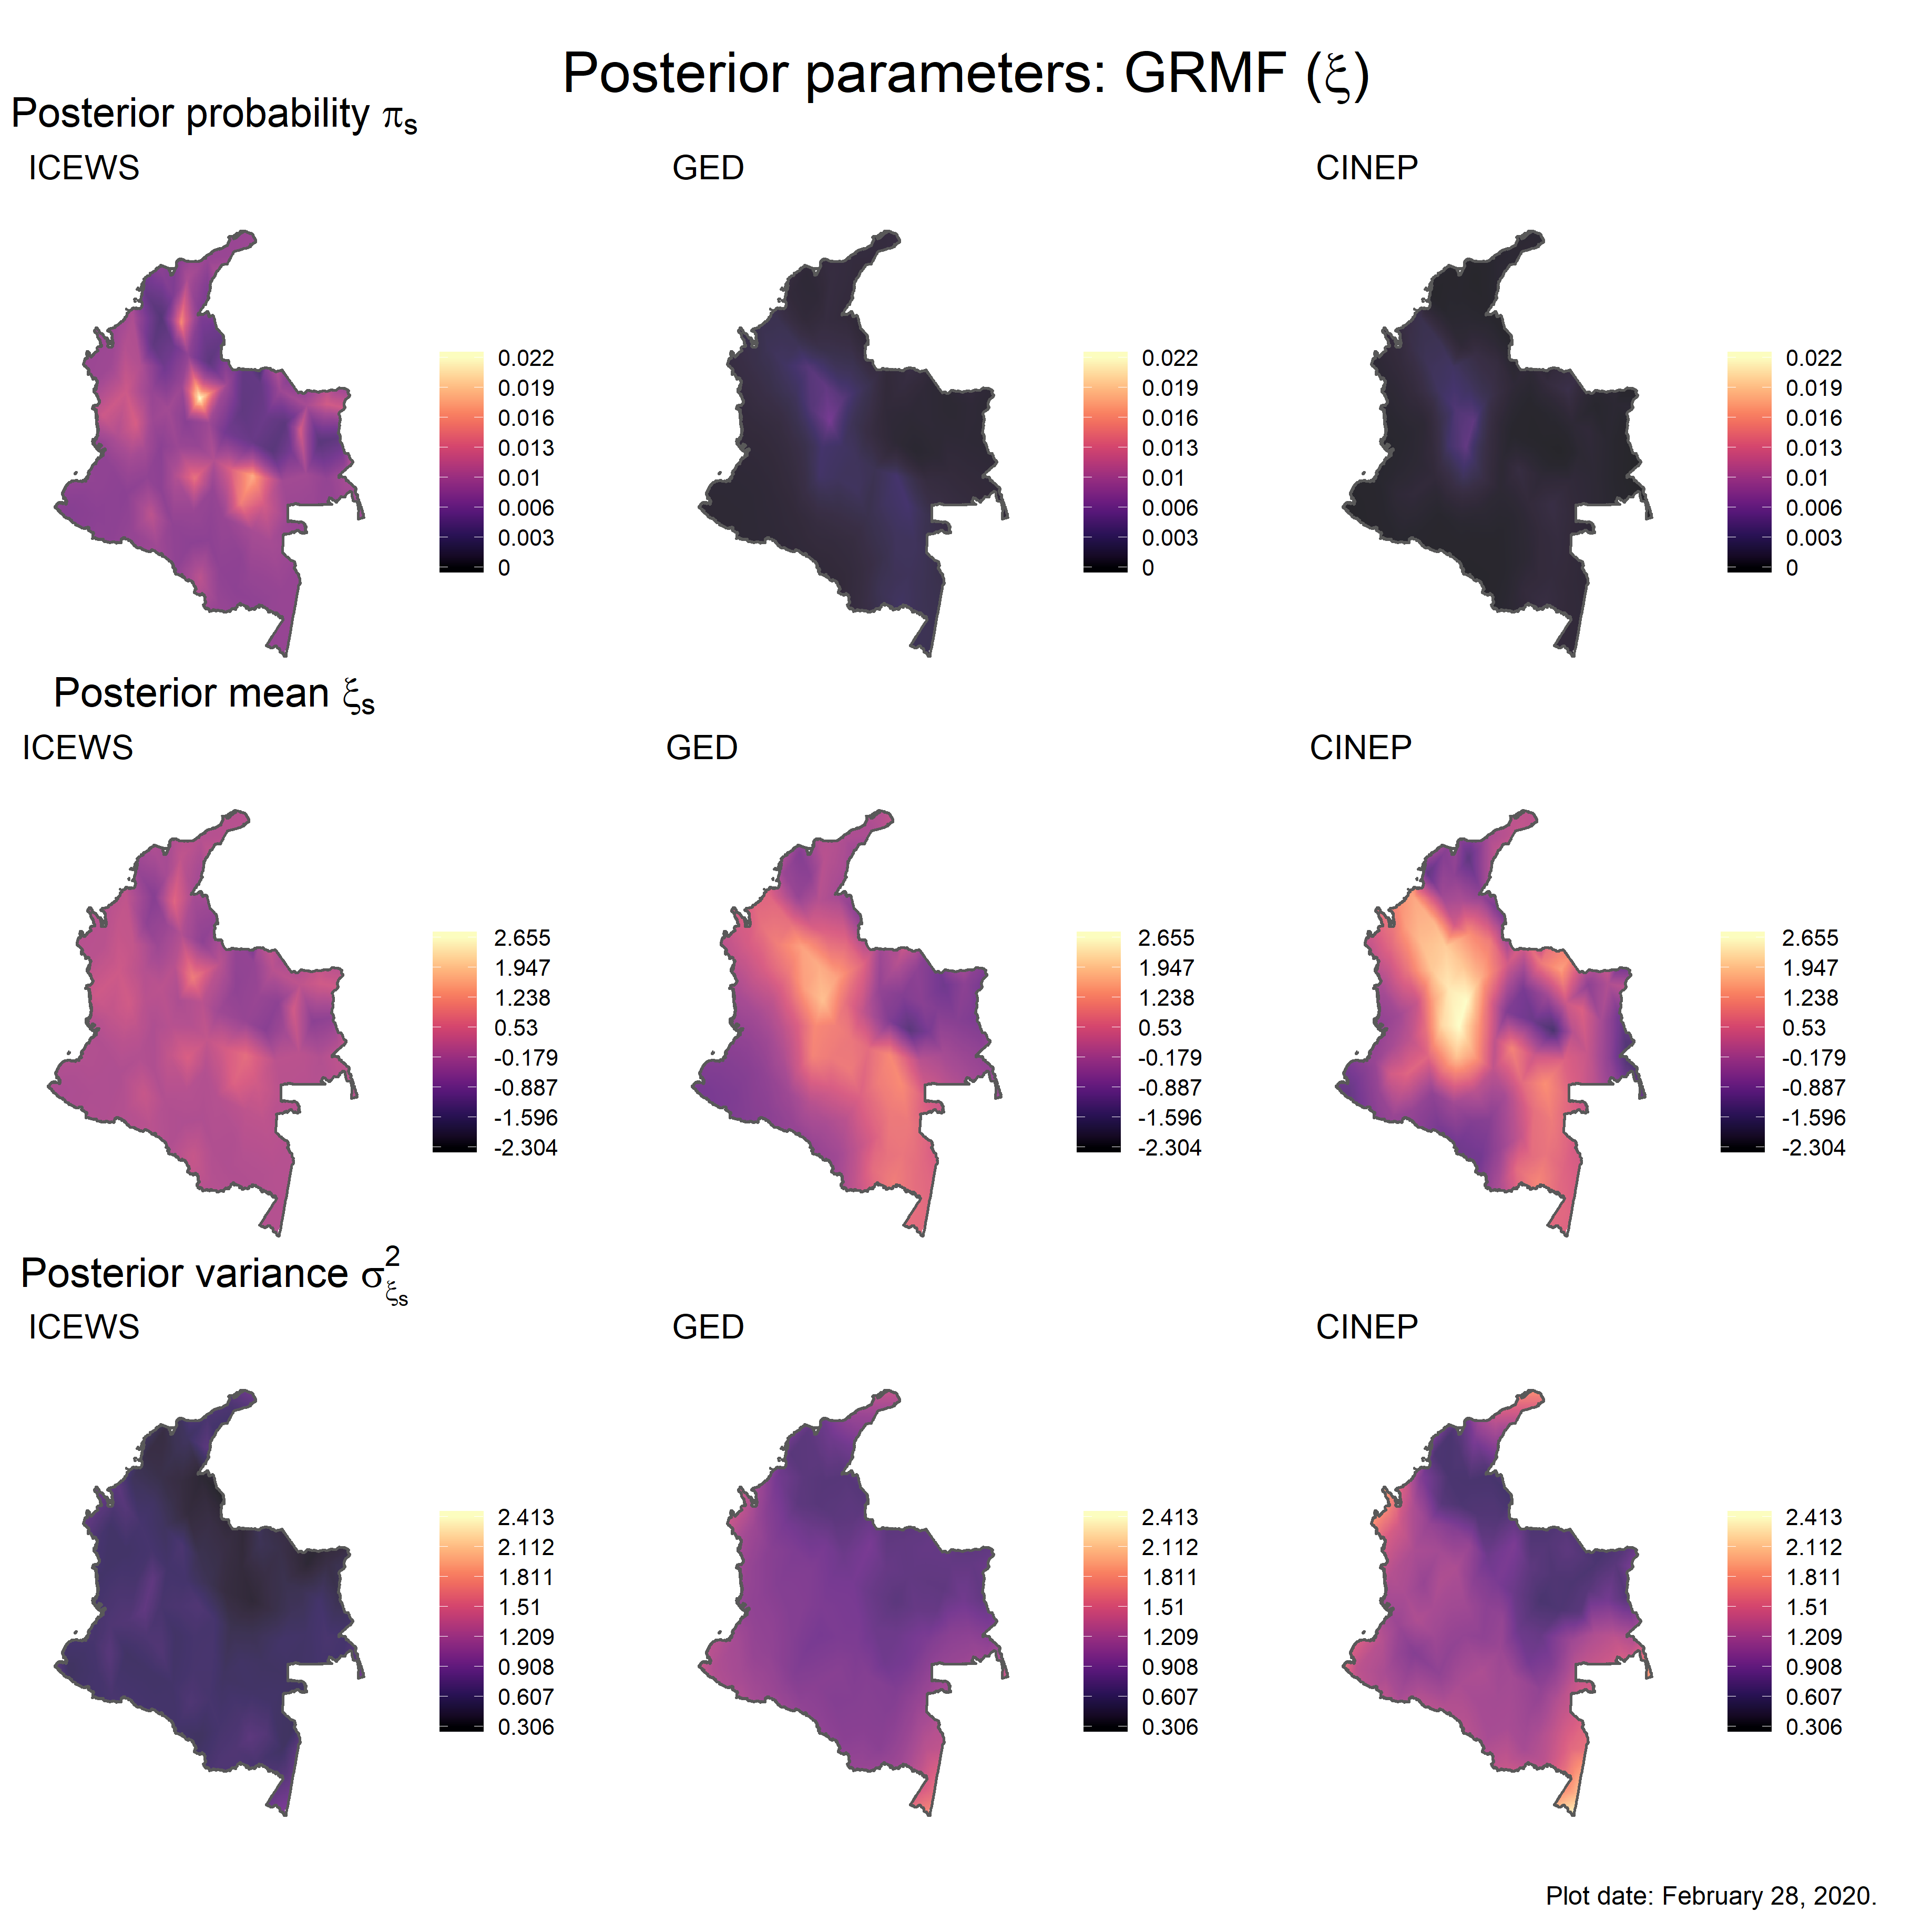 Posterior parameters: GRMF (ξ)
Posterior probability πs
ICEWS GED CINEP
0.022 0.022 0.022
0.019 0.019 0.019
0.016 0.016 0.016
0.013 0.013 0.013
0.01 0.01 0.01
0.006 0.006 0.006
0.003 0.003 0.003
0 0 0
Posterior mean ξs
ICEWS GED CINEP
2.655 2.655 2.655
1.947 1.947 1.947
1.238 1.238 1.238
0.53 0.53 0.53
-0.179 -0.179 -0.179
-0.887 -0.887 -0.887
-1.596 -1.596 -1.596
-2.304 -2.304 -2.304
Posterior variance σ²ξs
ICEWS GED CINEP
2.413 2.413 2.413
2.112 2.112 2.112
1.811 1.811 1.811
1.51 1.51 1.51
1.209 1.209 1.209
0.908 0.908 0.908
0.607 0.607 0.607
0.306 0.306 0.306
Plot date: February 28, 2020.